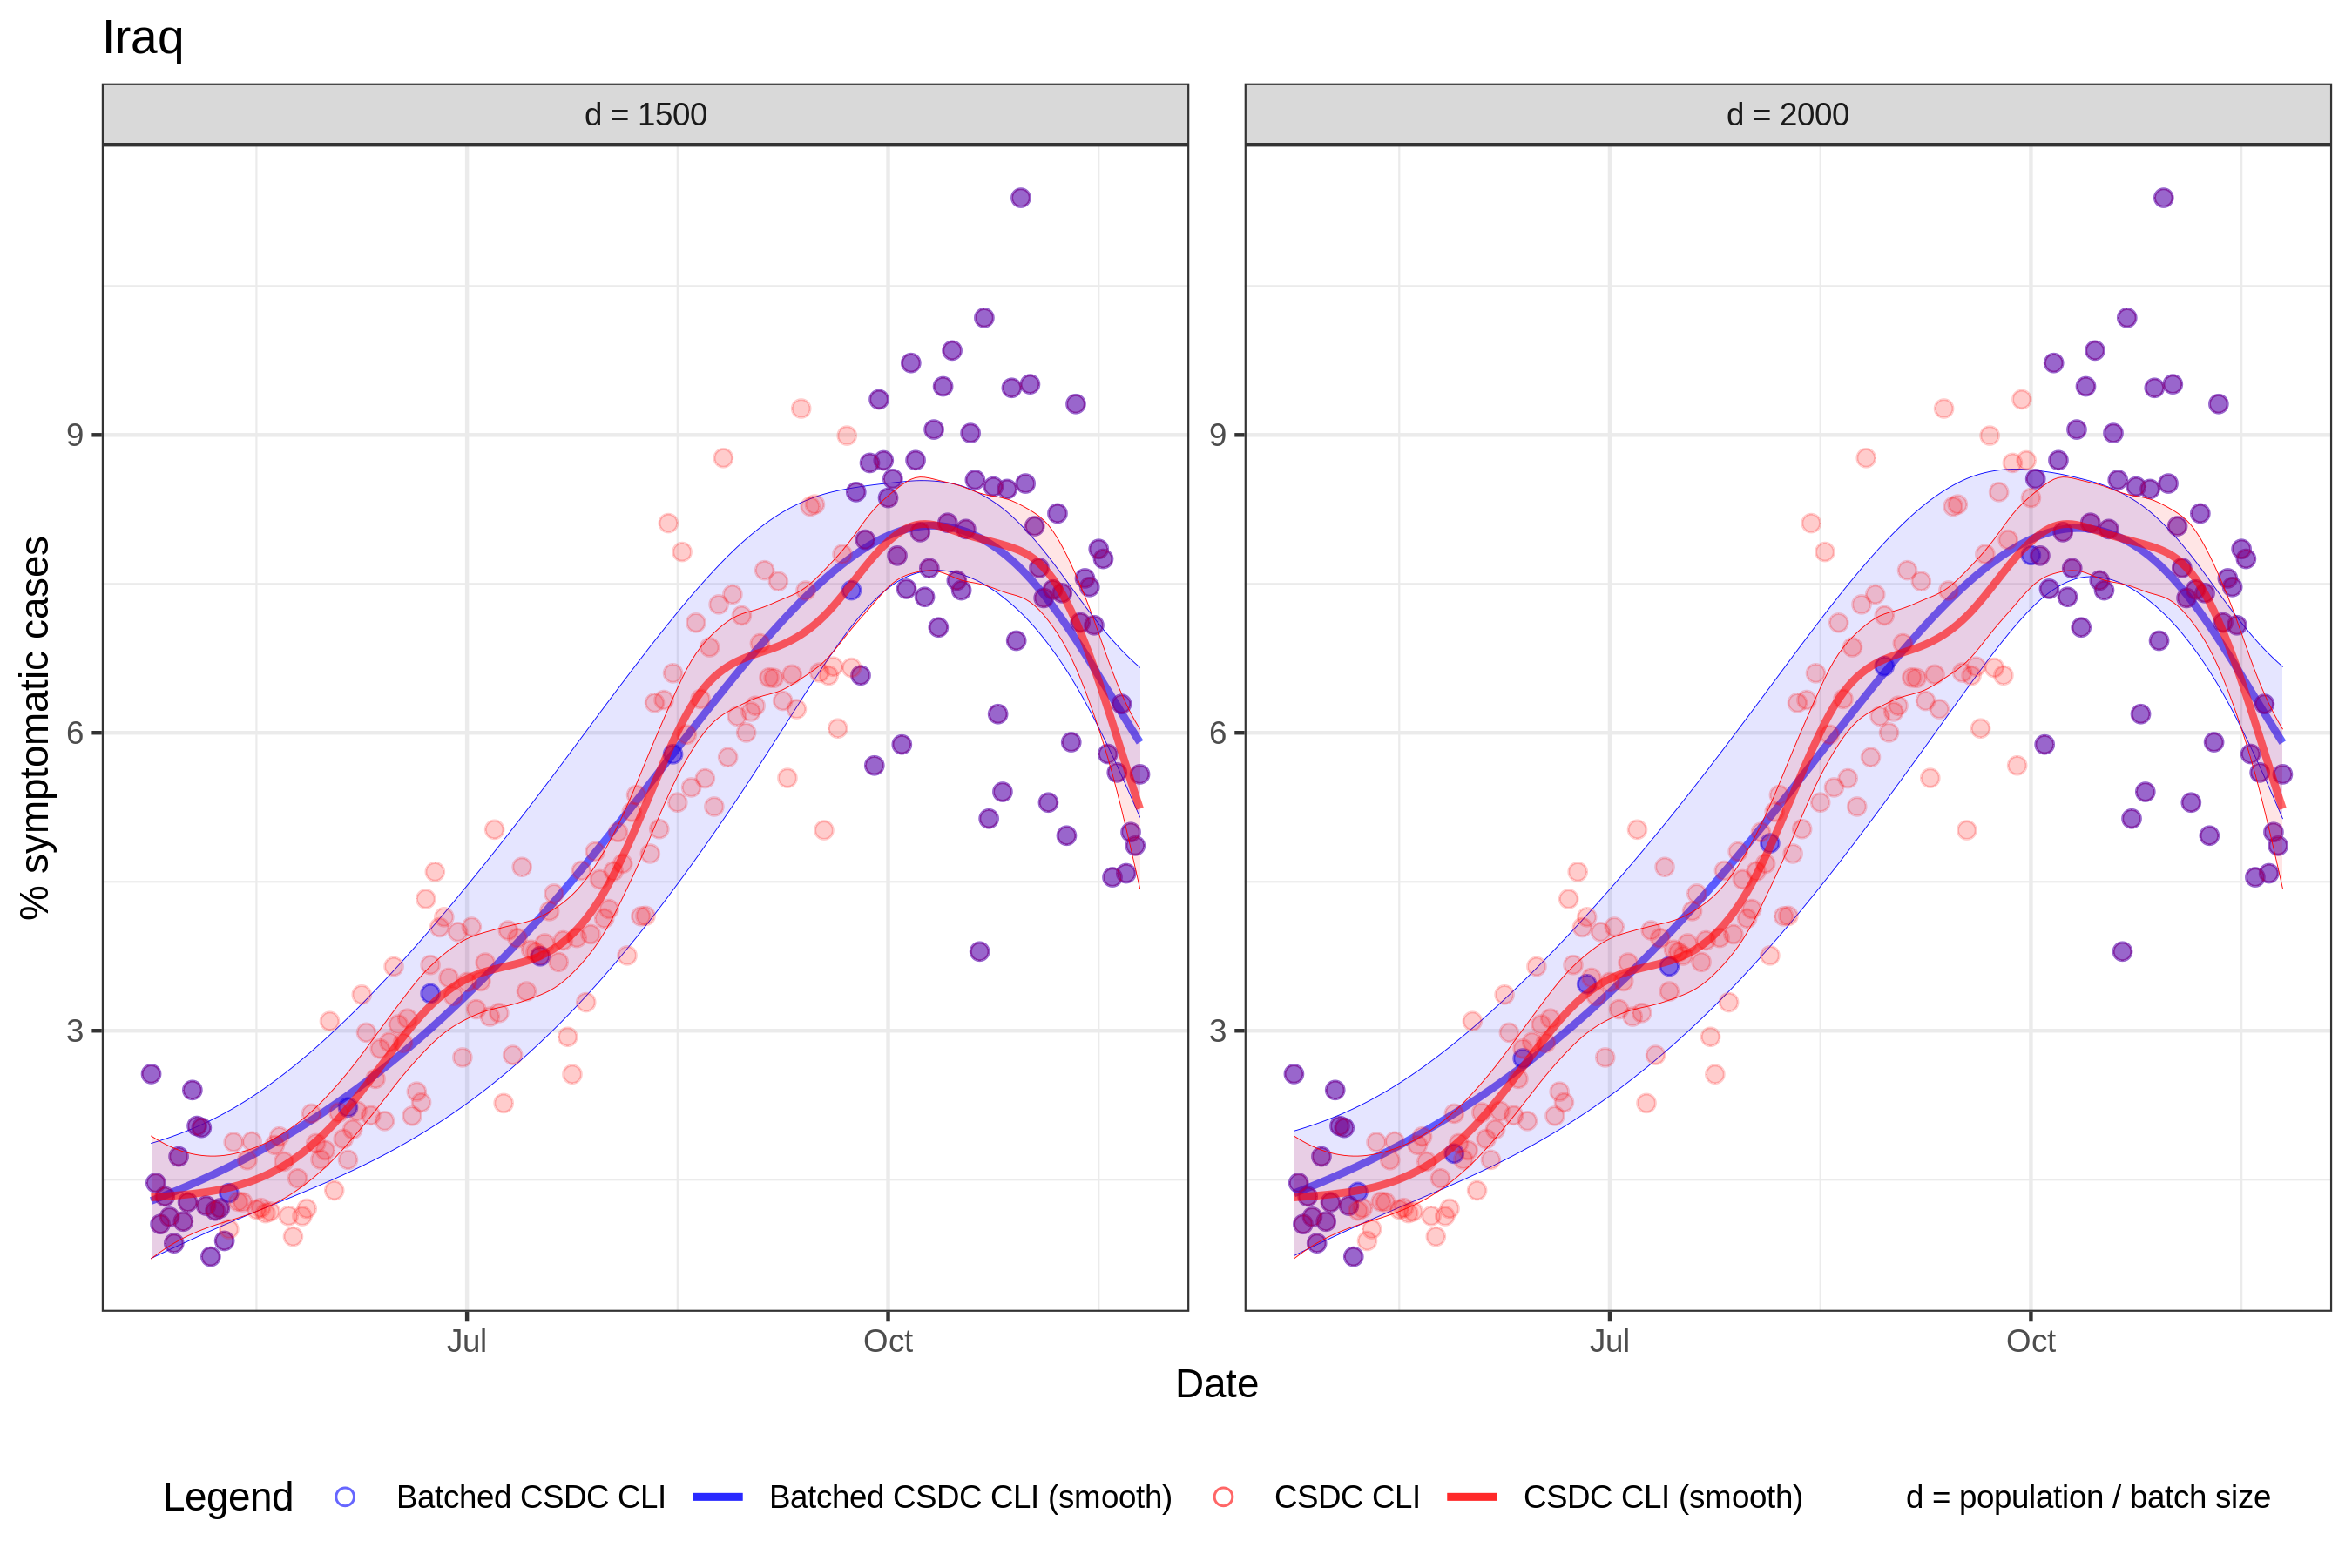 Iraq
d = 1500
d = 2000
% symptomatic cases
9
6
3
9
6
3
Jul
Oct
Jul
Oct
Date
Legend
Batched CSDC CLI
Batched CSDC CLI (smooth)
CSDC CLI
CSDC CLI (smooth)
d = population / batch size